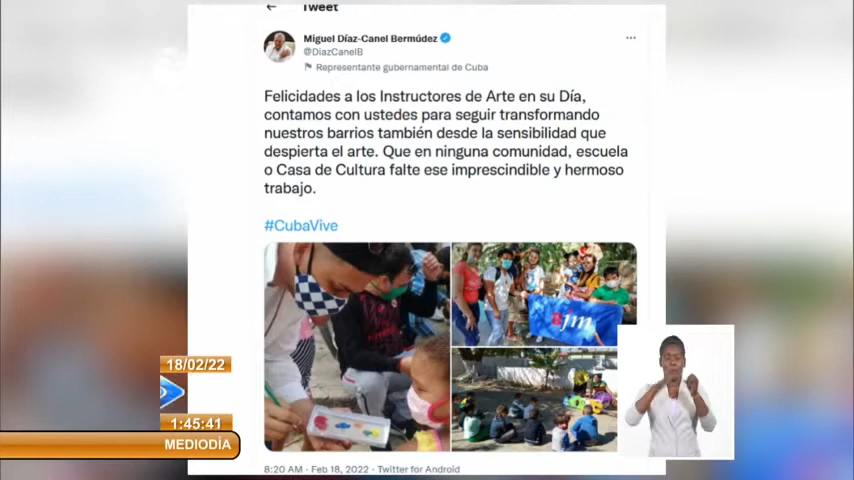 Tweet
Miguel Díaz-Canel Bermúdez
@DiazCanelB
Representante gubernamental de Cuba
Felicidades a los Instructores de Arte en su Día,
contamos con ustedes para seguir transformando
nuestros barrios también desde la sensibilidad que
despierta el arte. Que en ninguna comunidad, escuela
o Casa de Cultura falte ese imprescindible y hermoso
trabajo.
#CubaVive
BJM
18/02/22
1:45:41
MEDIODÍA
8:20 AM · Feb 18, 2022 · Twitter for Android